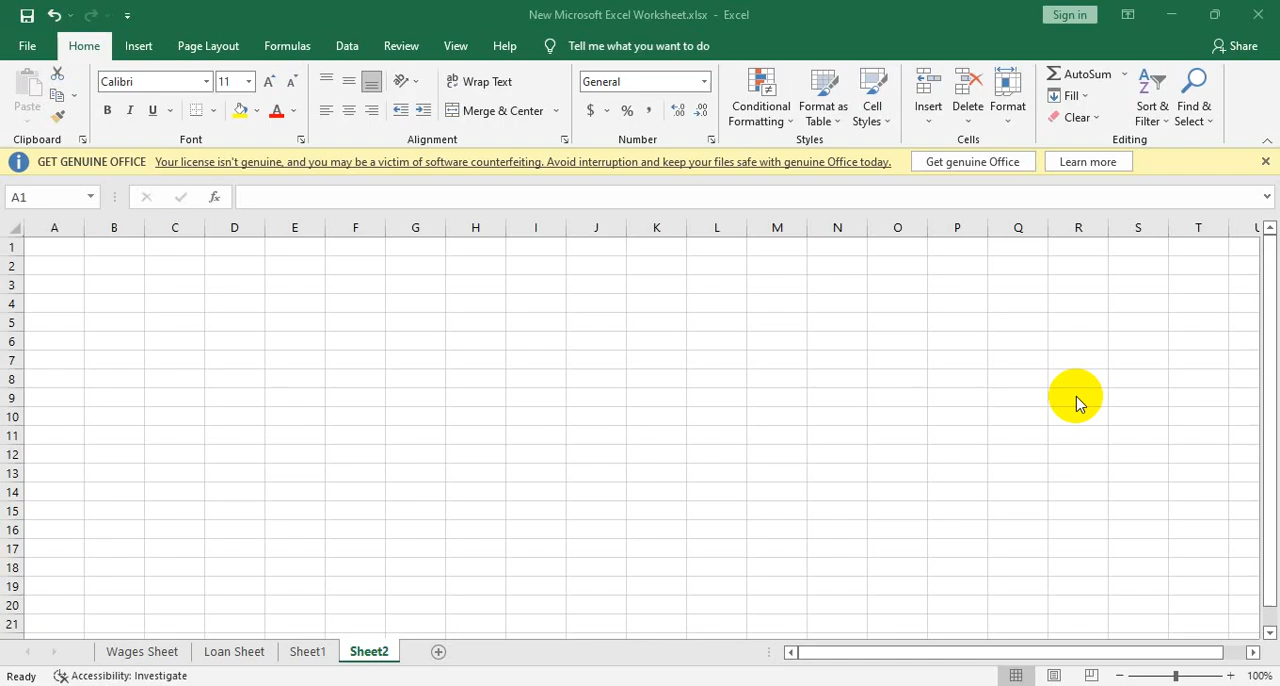 New Microsoft Excel Worksheet.xlsx - Excel
Sign in
File Home Insert Page Layout Formulas Data Review View Help Tell me what you want to do Share
Paste
Calibri 11
B I U
Wrap Text
Merge & Center
General
$ % ,
Conditional Formatting
Format as Table
Cell Styles
Insert Delete Format
AutoSum
Fill
Clear
Sort & Filter
Find & Select
Clipboard Font Alignment Number Styles Cells Editing
GET GENUINE OFFICE Your license isn't genuine, and you may be a victim of software counterfeiting. Avoid interruption and keep your files safe with genuine Office today. Get genuine Office Learn more
A1 fx
A B C D E F G H I J K L M N O P Q R S T U
1
2
3
4
5
6
7
8
9
10
11
12
13
14
15
16
17
18
19
20
21
Wages Sheet Loan Sheet Sheet1 Sheet2
Ready Accessibility: Investigate 100%